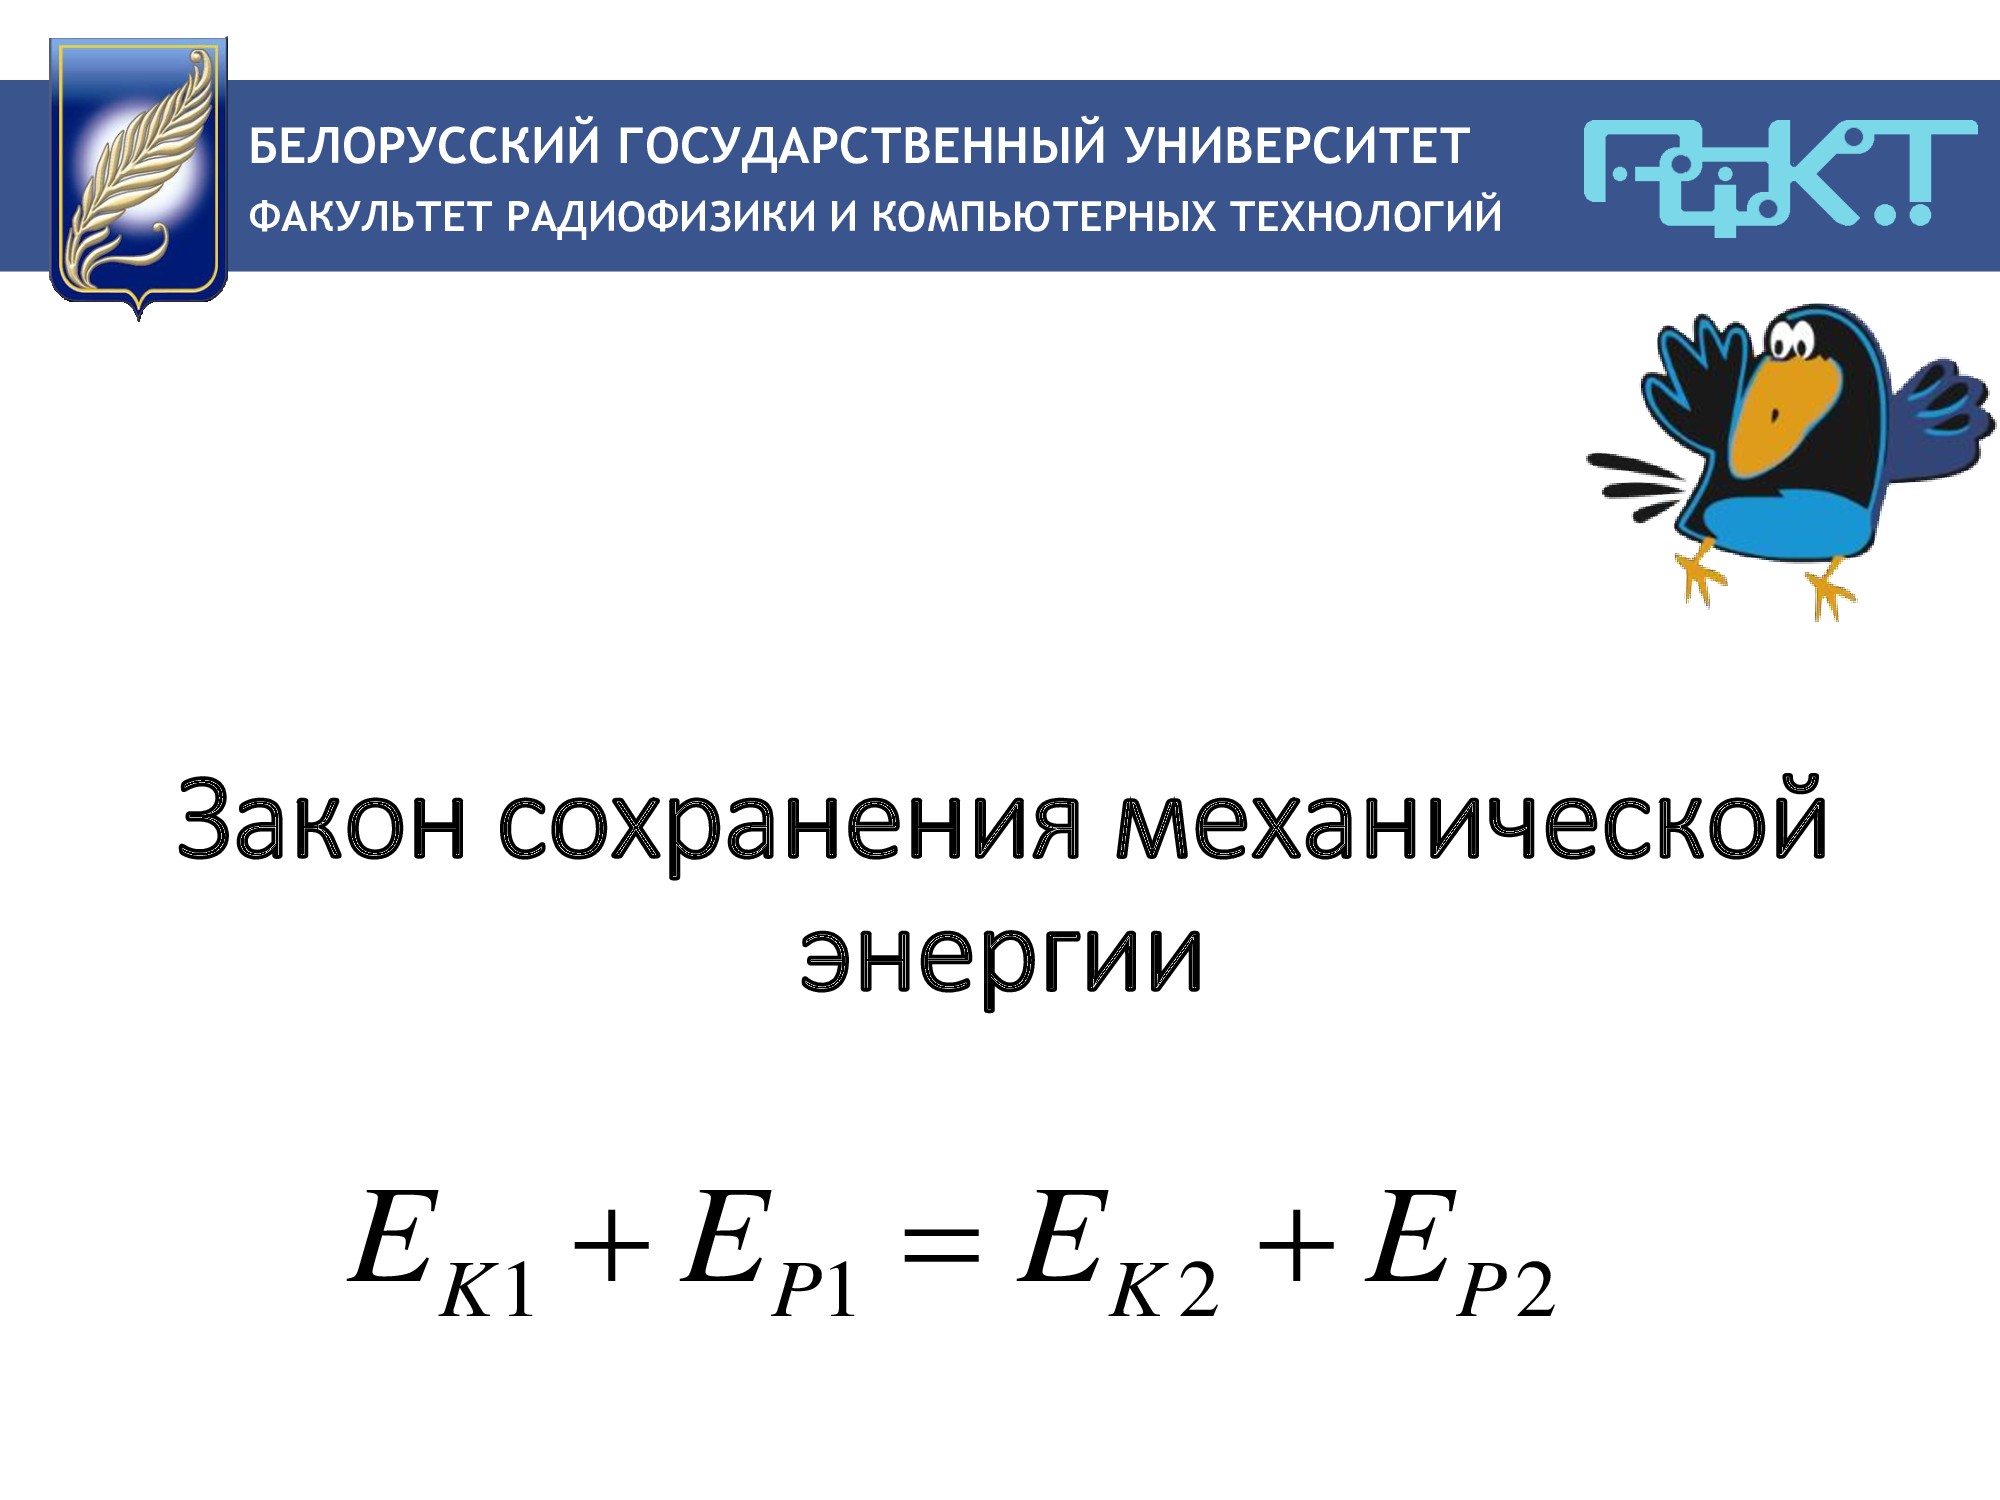 БЕЛОРУССКИЙ ГОСУДАРСТВЕННЫЙ УНИВЕРСИТЕТ
ФАКУЛЬТЕТ РАДИОФИЗИКИ И КОМПЬЮТЕРНЫХ ТЕХНОЛОГИЙ
РФиКТ
Закон сохранения механической
энергии
E_{K1} + E_{P1} = E_{K2} + E_{P2}